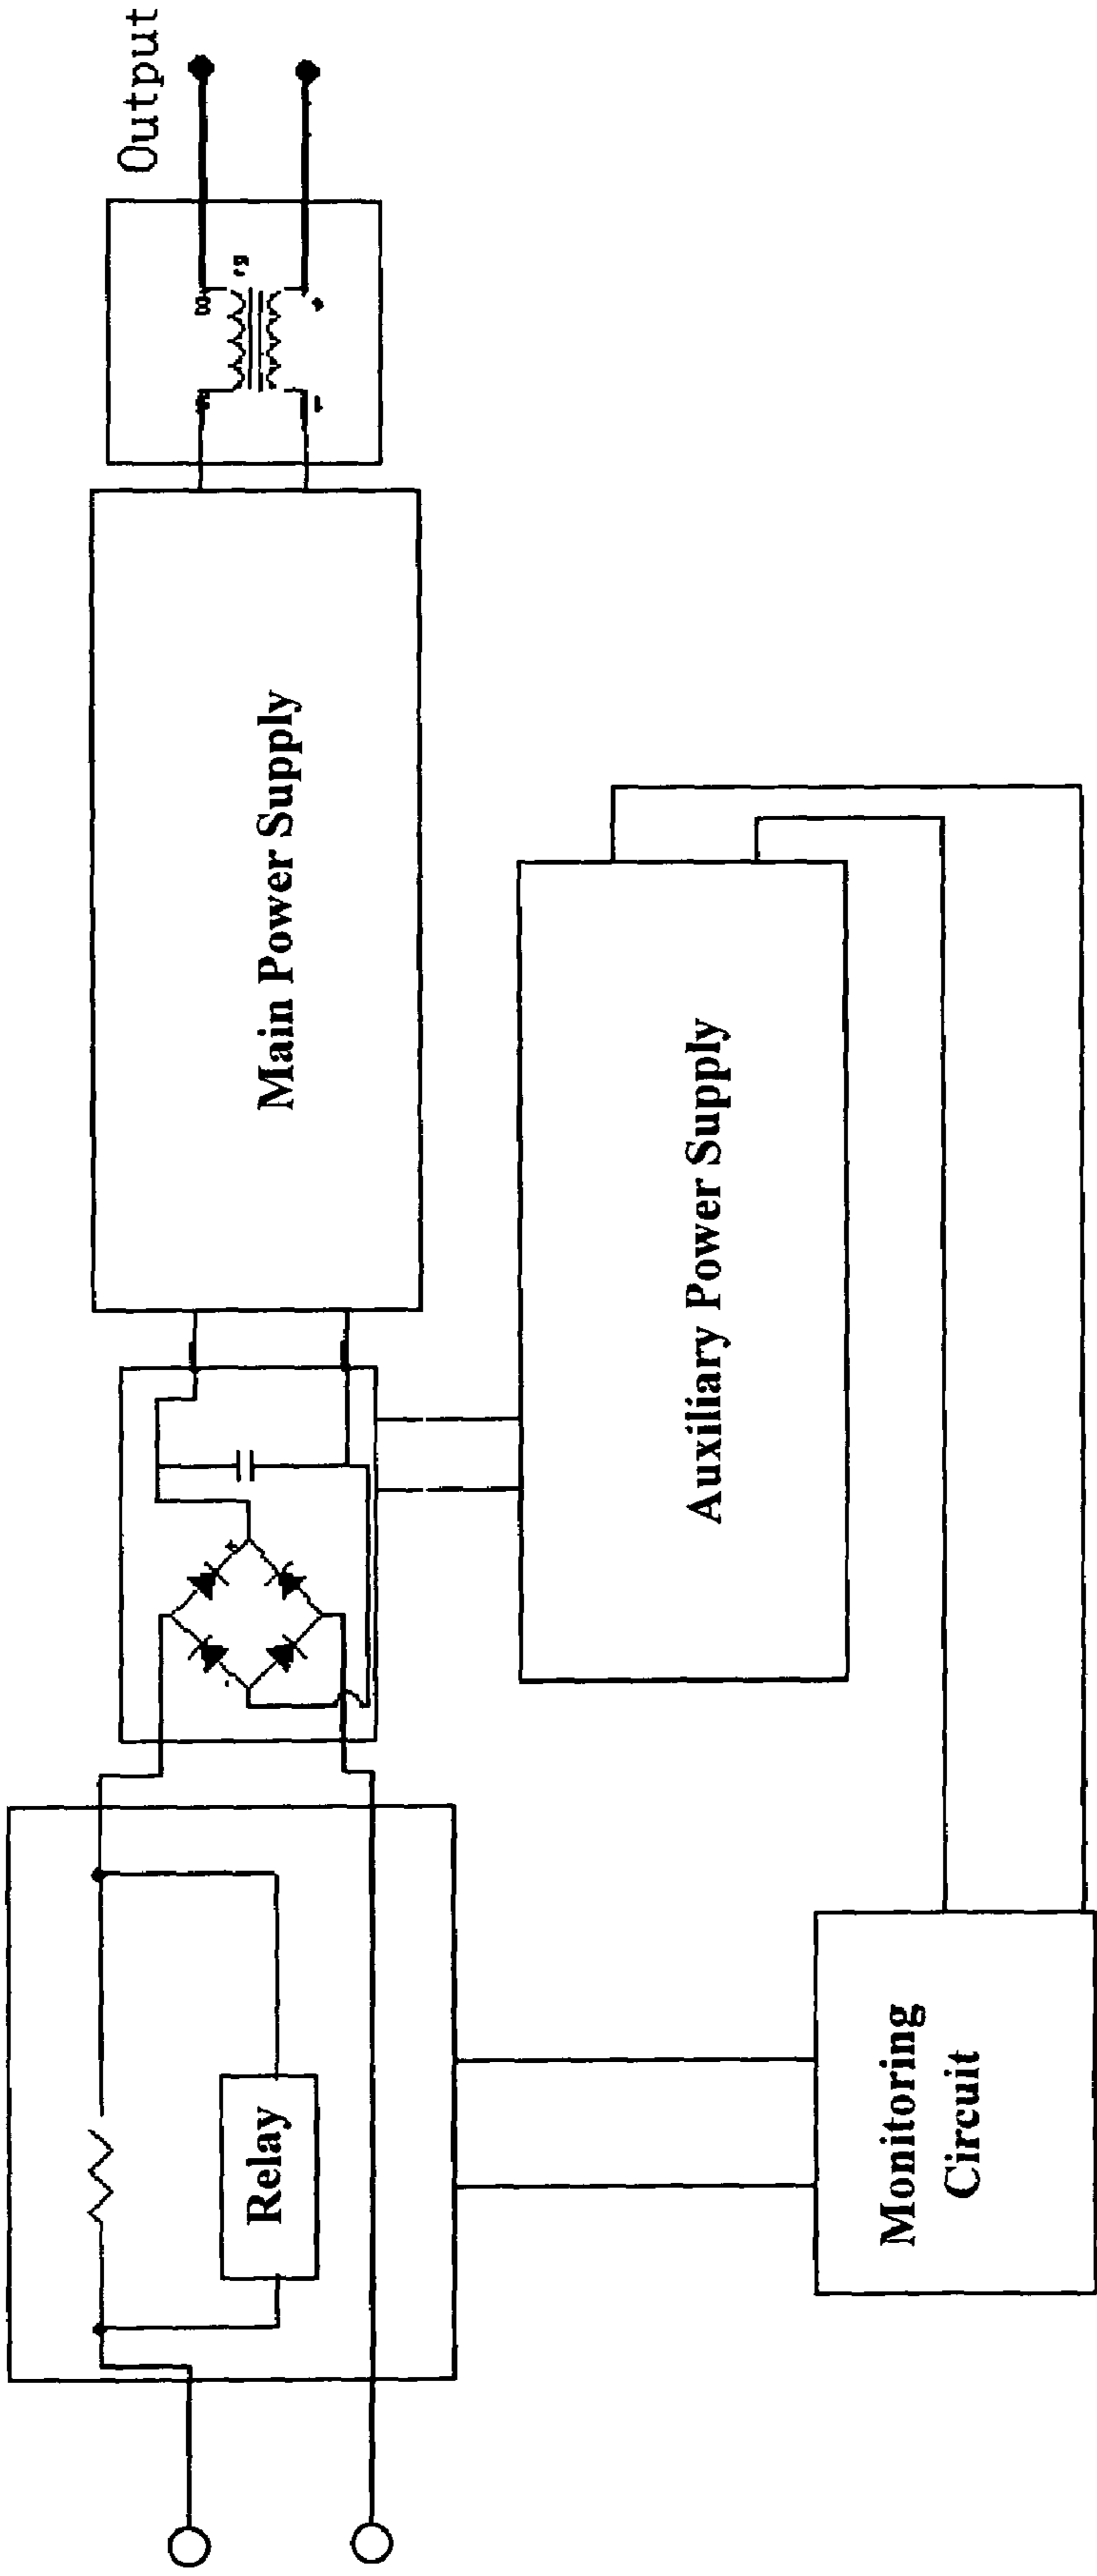 Output
Main Power Supply
Auxiliary Power Supply
Relay
Monitoring
Circuit